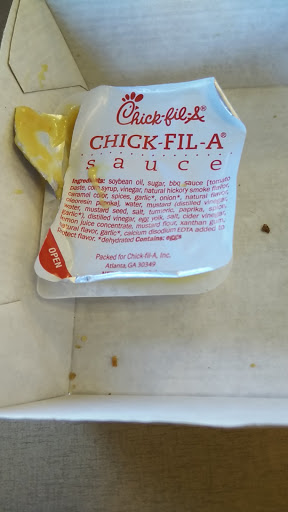 Chick-fil-A®
CHICK-FIL-A®
sauce
Ingredients: soybean oil, sugar, bbq sauce (tomato
paste, corn syrup, vinegar, natural hickory smoke flavor,
caramel color, spices, garlic*, onion*, natural flavor,
oleoresin paprika), water, mustard (distilled vinegar,
water, mustard seed, salt, turmeric, paprika, spice,
garlic*), distilled vinegar, egg yolk, salt, cider vinegar,
lemon juice concentrate, mustard flour, xanthan gum,
natural flavor, garlic*, calcium disodium EDTA added to
protect flavor, *dehydrated Contains: eggs
OPEN
Packed for Chick-fil-A, Inc.
Atlanta, GA 30349